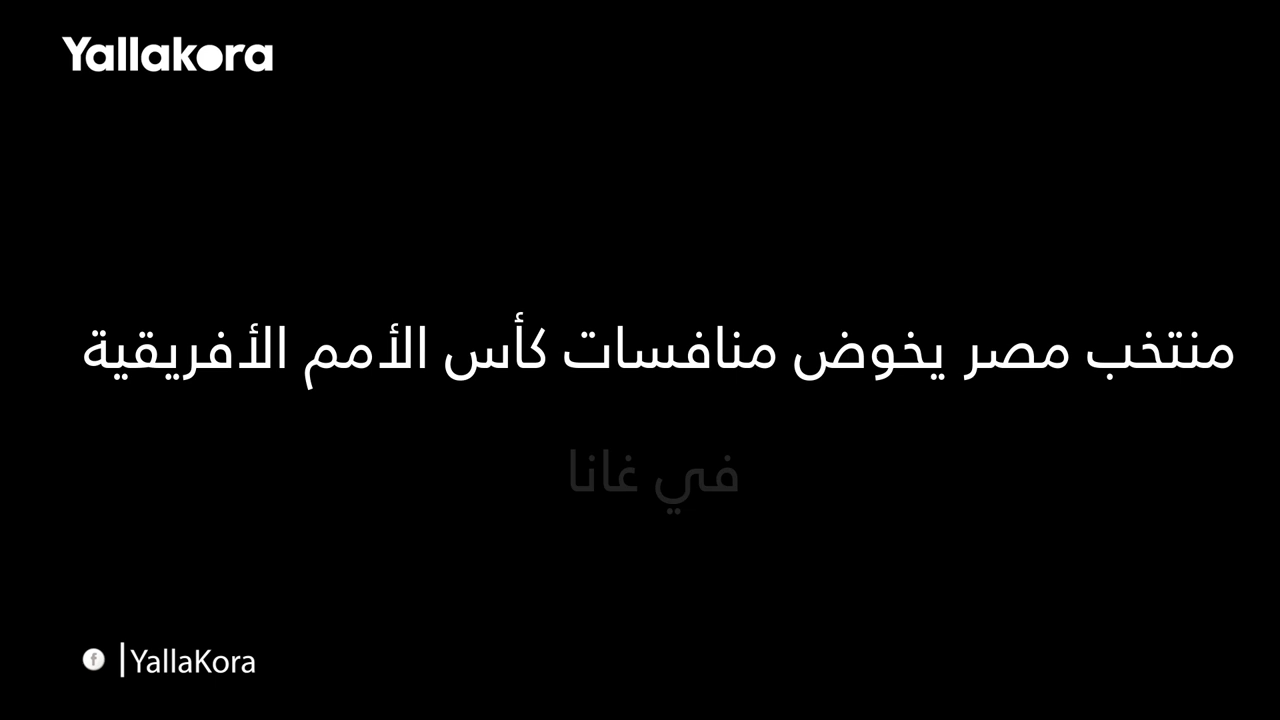 Yallakora
منتخب مصر يخوض منافسات كأس الأمم الأفريقية
في غانا
f
YallaKora